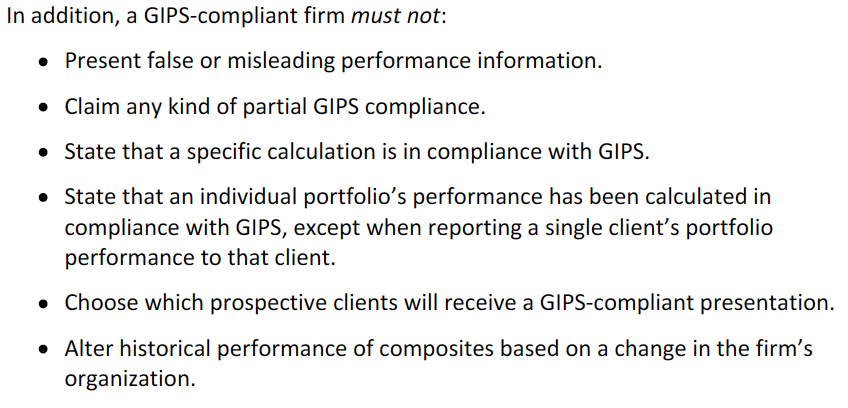 In addition, a GIPS-compliant firm must not:
• Present false or misleading performance information.
• Claim any kind of partial GIPS compliance.
• State that a specific calculation is in compliance with GIPS.
• State that an individual portfolio’s performance has been calculated in
compliance with GIPS, except when reporting a single client’s portfolio
performance to that client.
• Choose which prospective clients will receive a GIPS-compliant presentation.
• Alter historical performance of composites based on a change in the firm’s
organization.